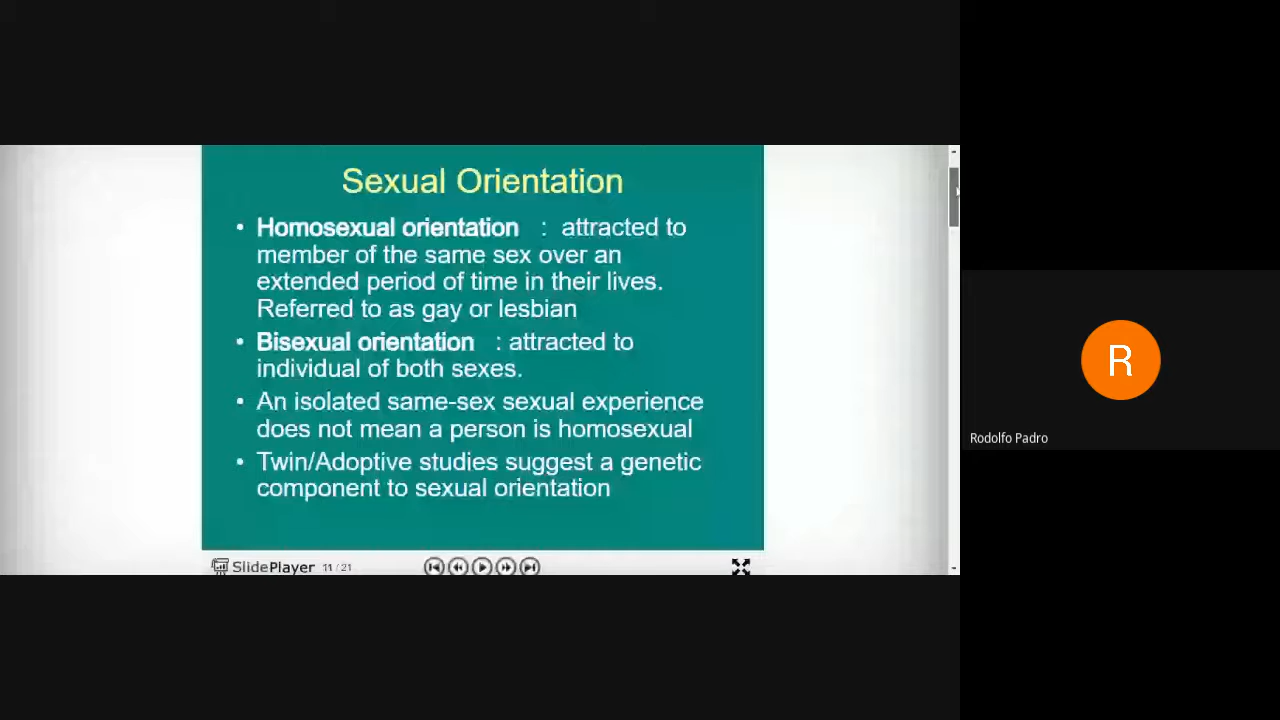 Sexual Orientation
• Homosexual orientation : attracted to
member of the same sex over an
extended period of time in their lives.
Referred to as gay or lesbian
• Bisexual orientation : attracted to
individual of both sexes.
• An isolated same-sex sexual experience
does not mean a person is homosexual
• Twin/Adoptive studies suggest a genetic
component to sexual orientation
SlidePlayer 11 / 21
R
Rodolfo Padro